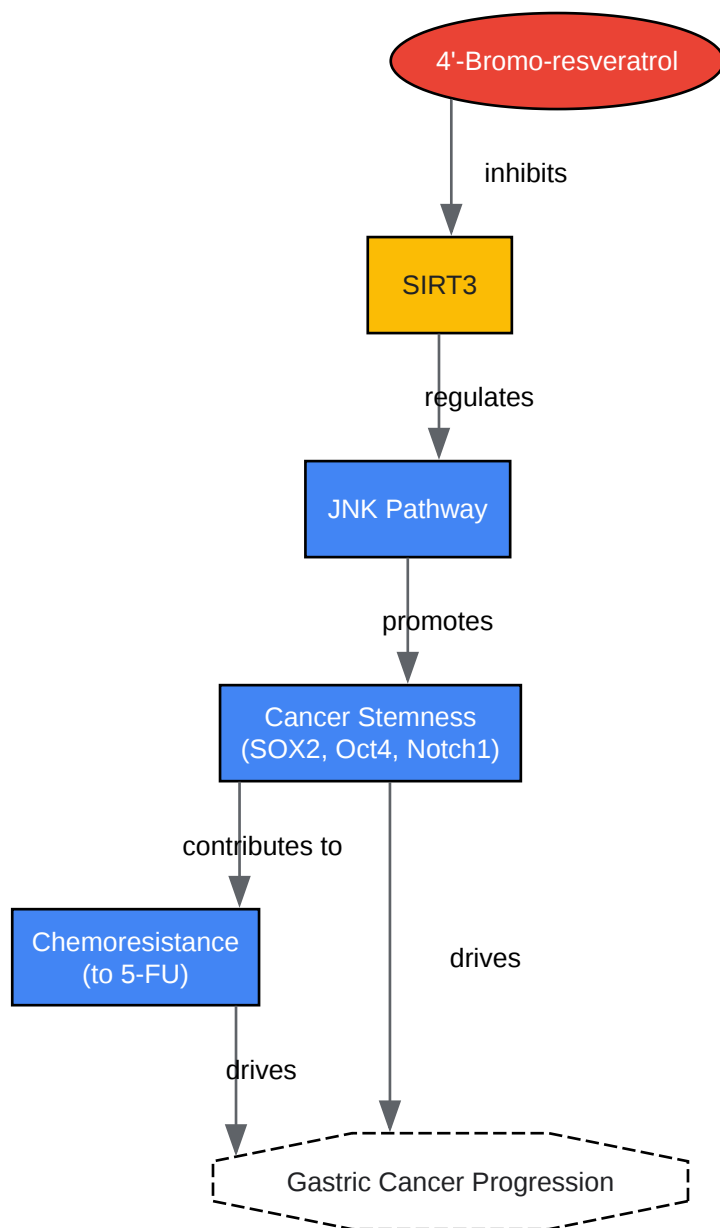 4'-Bromo-resveratrol
inhibits
SIRT3
regulates
JNK Pathway
promotes
Cancer Stemness
(SOX2, Oct4, Notch1)
contributes to
Chemoresistance
(to 5-FU)
drives
drives
Gastric Cancer Progression